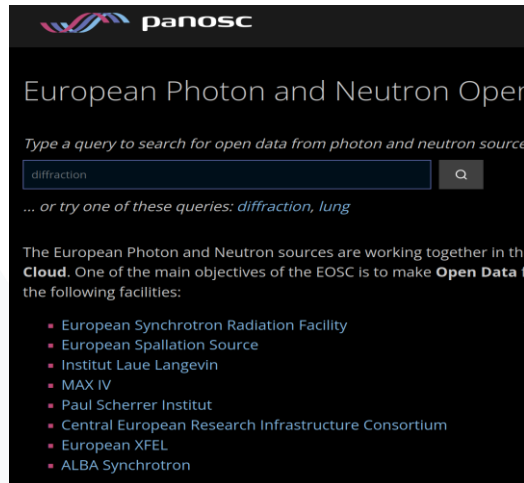 panosc
European Photon and Neutron Oper
Type a query to search for open data from photon and neutron source
diffraction
... or try one of these queries: diffraction, lung
The European Photon and Neutron sources are working together in th
Cloud. One of the main objectives of the EOSC is to make Open Data f
the following facilities:
European Synchrotron Radiation Facility
European Spallation Source
Institut Laue Langevin
MAX IV
Paul Scherrer Institut
Central European Research Infrastructure Consortium
European XFEL
ALBA Synchrotron